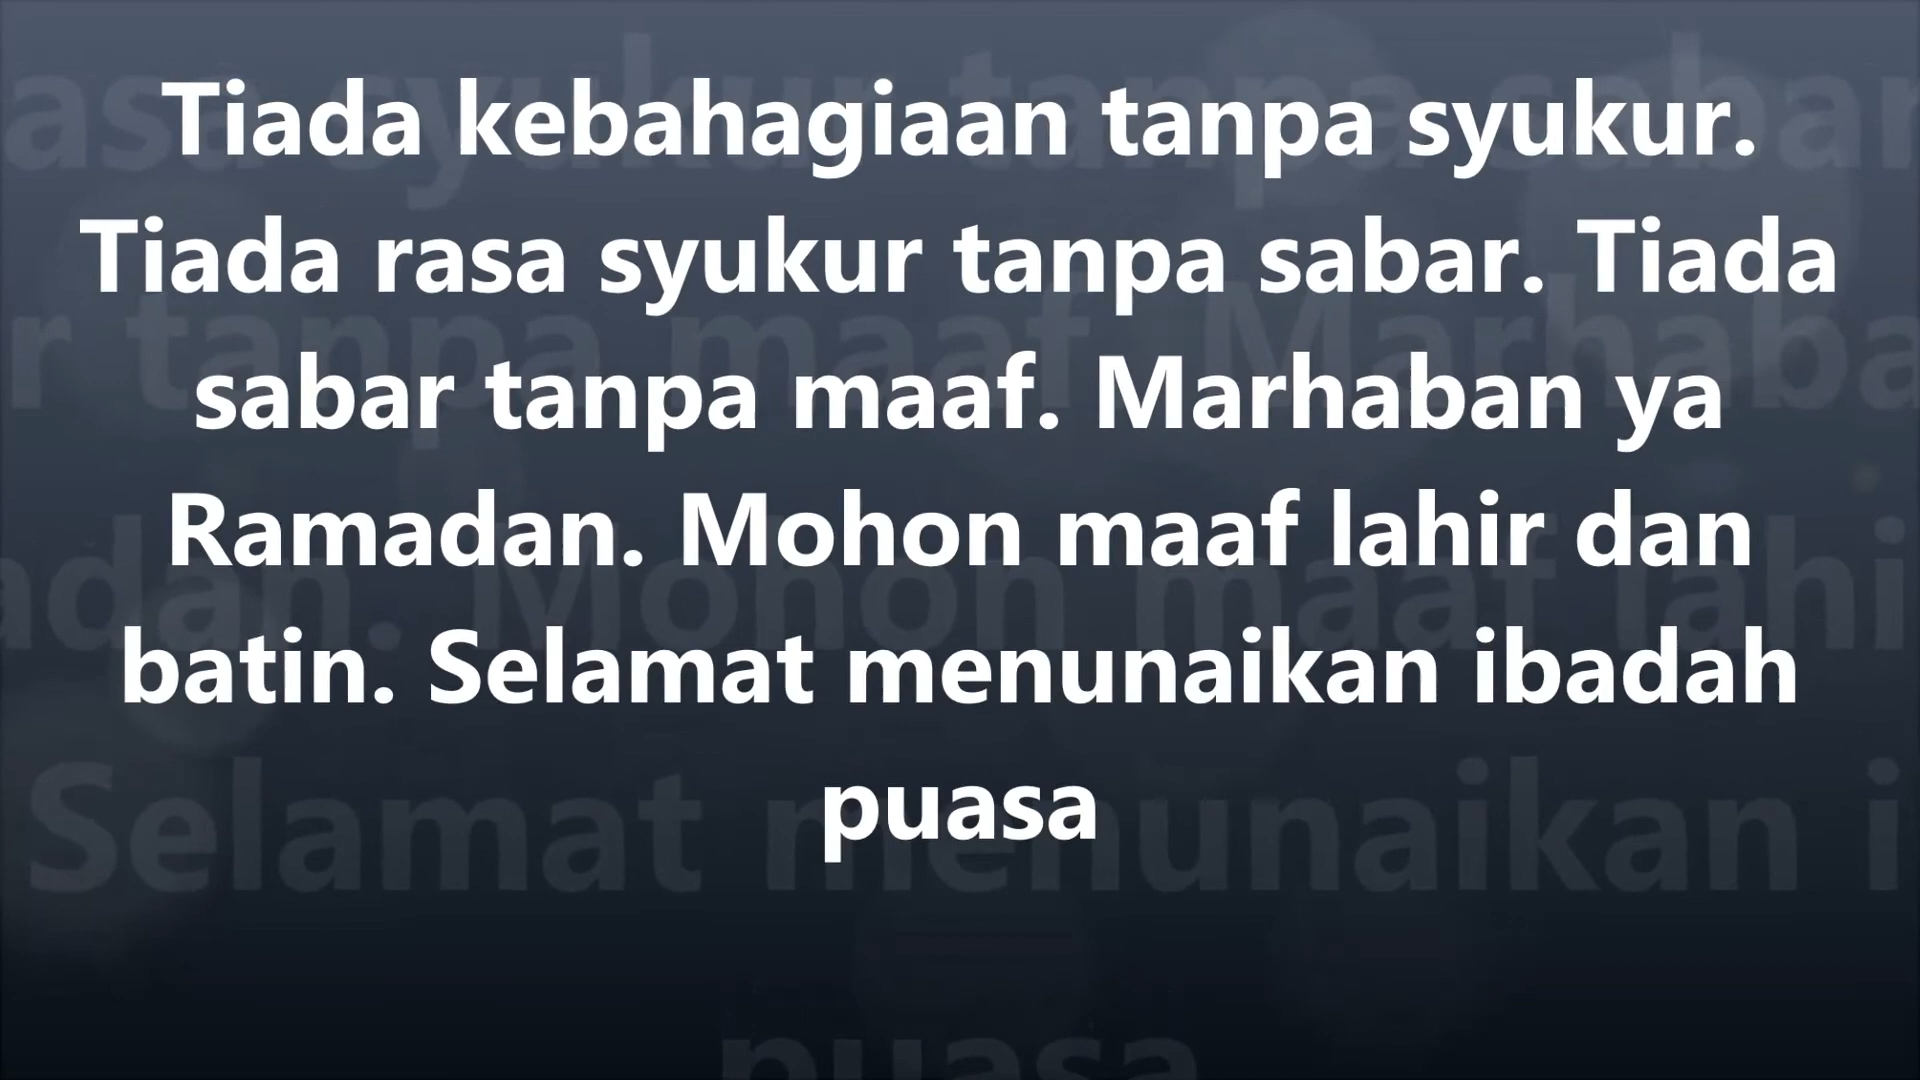 Tiada kebahagiaan tanpa syukur.
Tiada rasa syukur tanpa sabar. Tiada
sabar tanpa maaf. Marhaban ya
Ramadan. Mohon maaf lahir dan
batin. Selamat menunaikan ibadah
puasa